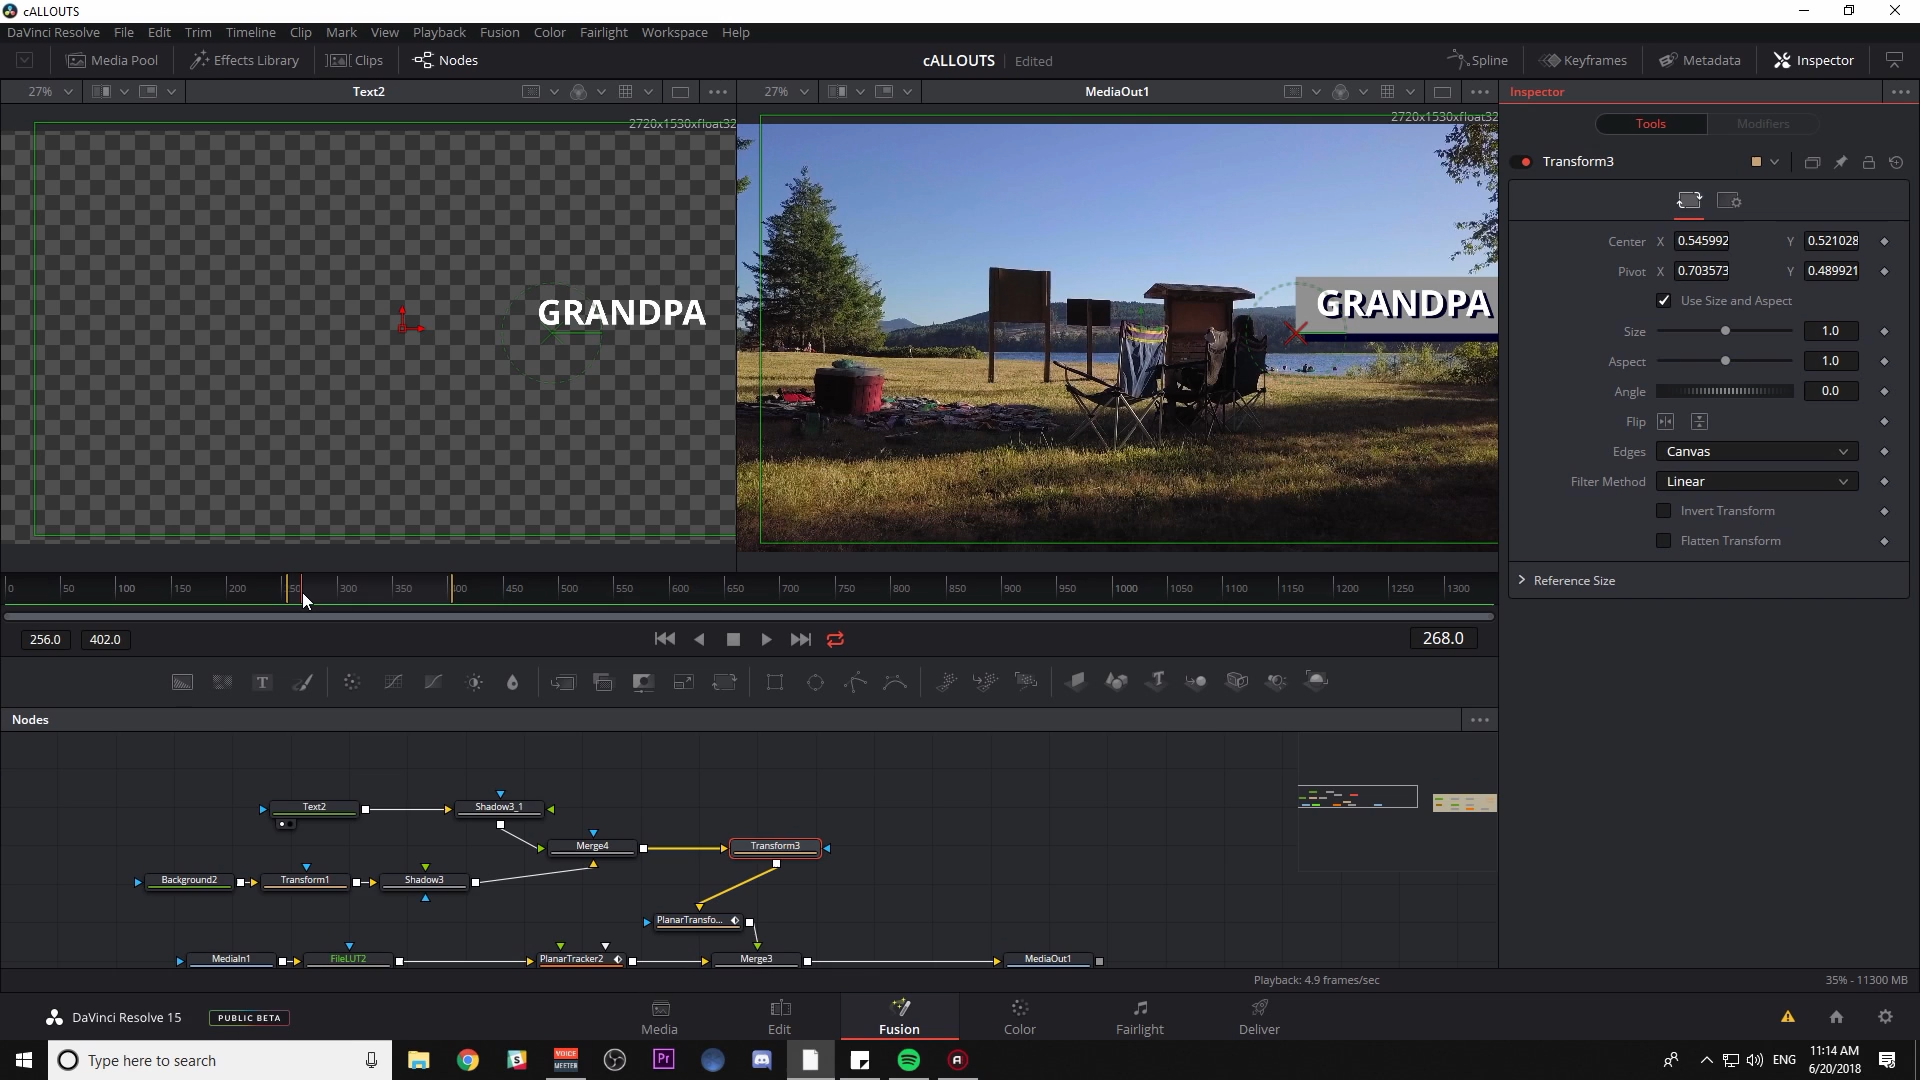 cALLOUTS
DaVinci Resolve File Edit Trim Timeline Clip Mark View Playback Fusion Color Fairlight Workspace Help
Media Pool Effects Library Clips Nodes cALLOUTS Edited Spline Keyframes Metadata Inspector
27% Text2 27% MediaOut1 Inspector
2720x1530xfloat32 2720x1530xfloat32
Tools Modifiers
Transform3
Center X 0.545992 Y 0.521028
Pivot X 0.703573 Y 0.489921
Use Size and Aspect
Size 1.0
Aspect 1.0
Angle 0.0
Flip
Edges Canvas
Filter Method Linear
Invert Transform
Flatten Transform
Reference Size
GRANDPA GRANDPA
0 50 100 150 200 250 300 350 400 450 500 550 600 650 700 750 800 850 900 950 1000 1050 1100 1150 1200 1250 1300
256.0 402.0 268.0
Nodes
Text2 Shadow3_1
Merge4 Transform3
Background2 Transform1 Shadow3
PlanarTransfo...
MediaIn1 FileLUT2 PlanarTracker2 Merge3 MediaOut1
Playback: 4.9 frames/sec 35% - 11300 MB
DaVinci Resolve 15 PUBLIC BETA
Media Edit Fusion Color Fairlight Deliver
Type here to search
VOICE
MEETER
Pr
ENG
11:14 AM
6/20/2018